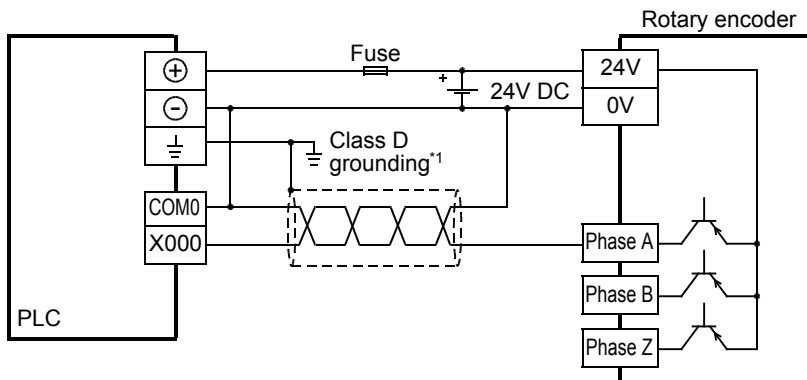 Rotary encoder
Fuse
+
24V
+
24V DC
−
0V
Class D
grounding*1
COM0
X000
Phase A
Phase B
PLC
Phase Z